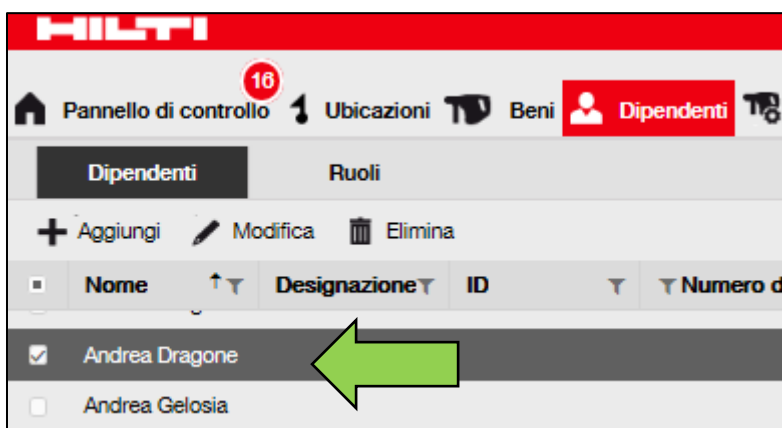 HILTI
16
Pannello di controllo Ubicazioni Beni Dipendenti
Dipendenti Ruoli
Aggiungi Modifica Elimina
Nome Designazione ID Numero d
Andrea Dragone
Andrea Gelosia